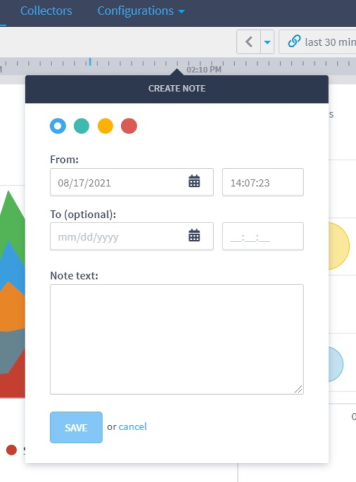 Collectors Configurations
last 30 min
02:10 PM
CREATE NOTE
From:
08/17/2021 14:07:23
To (optional):
mm/dd/yyyy __:__:__
Note text:
SAVE or cancel